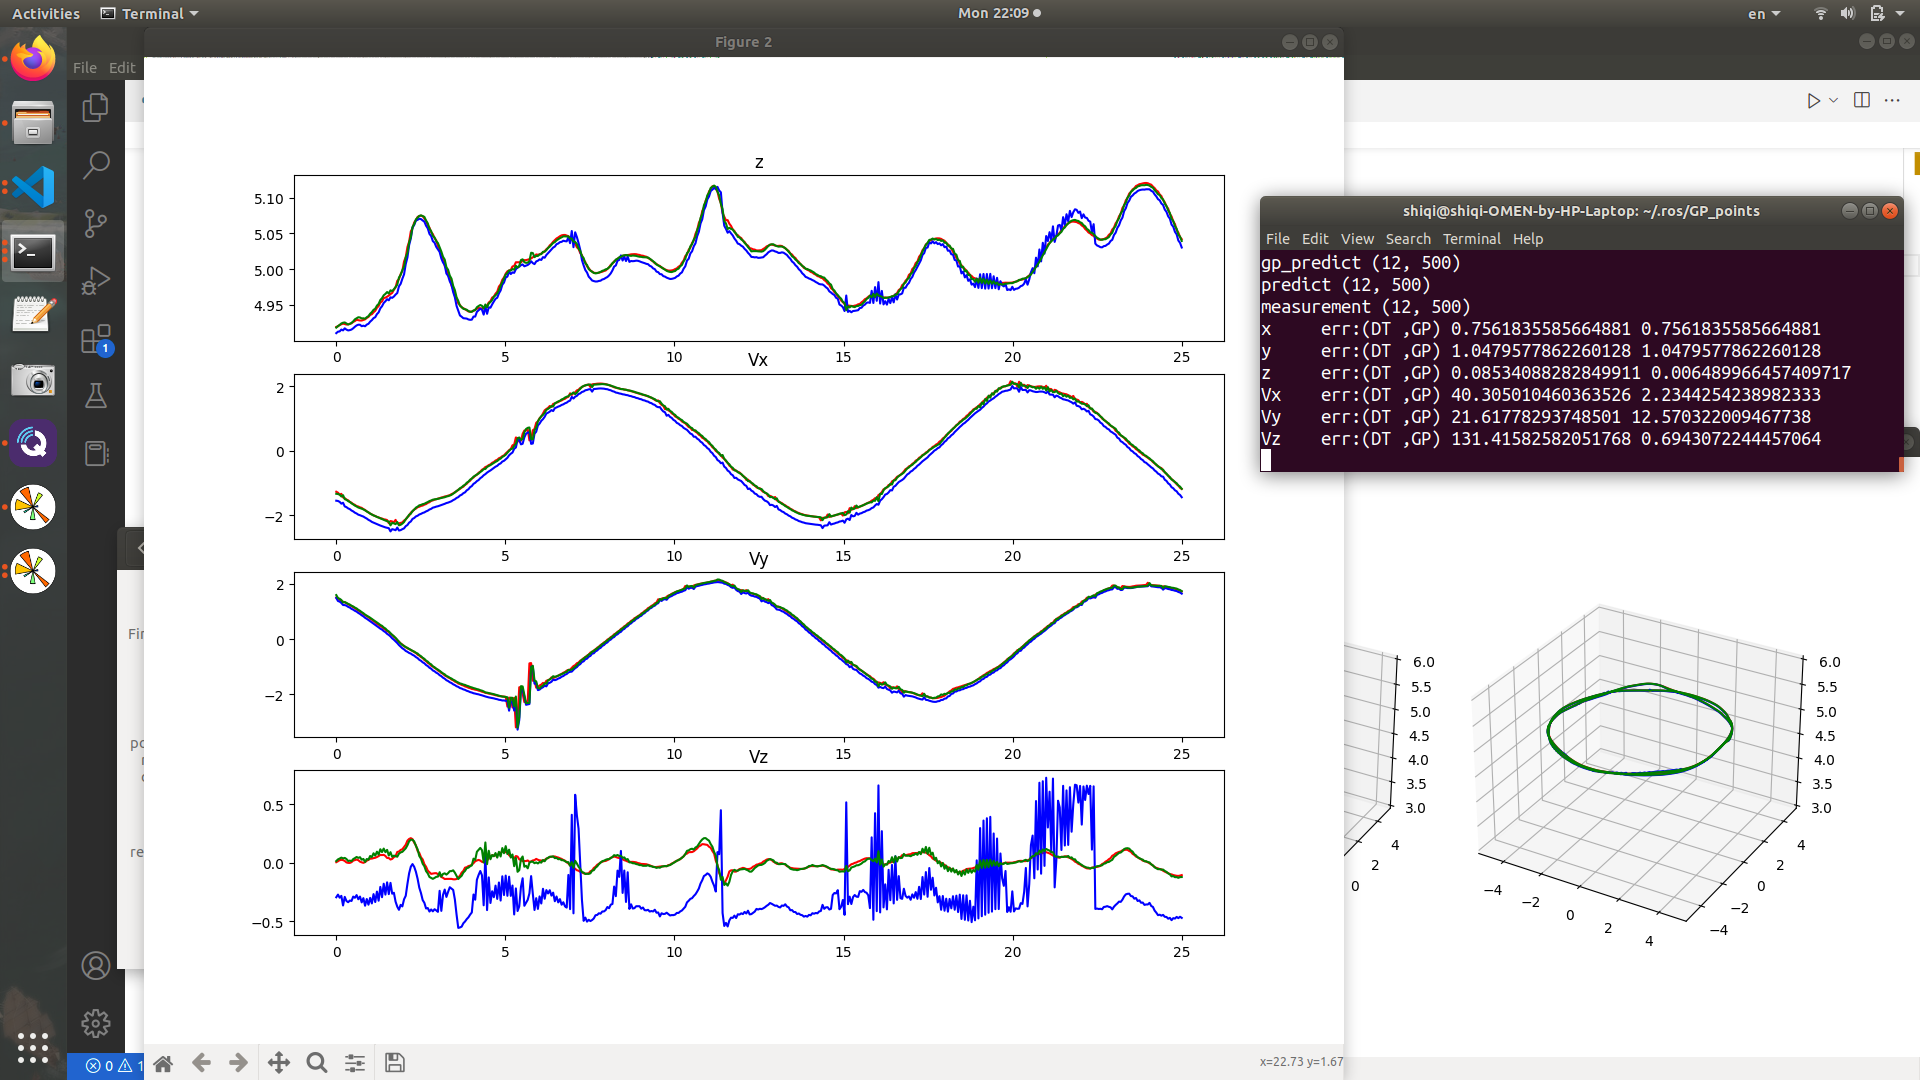 Activities Terminal Mon 22:09 en
Figure 2
File Edit
z
5.10
5.05
5.00
4.95
0 5 10 15 20 25
Vx
2
0
−2
0 5 10 15 20 25
Vy
2
0
−2
0 5 10 15 20 25
Vz
0.5
0.0
−0.5
0 5 10 15 20 25
x=22.73 y=1.67
shiqi@shiqi-OMEN-by-HP-Laptop: ~/.ros/GP_points
File Edit View Search Terminal Help
gp_predict (12, 500)
predict (12, 500)
measurement (12, 500)
x err:(DT ,GP) 0.7561835585664881 0.7561835585664881
y err:(DT ,GP) 1.0479577862260128 1.0479577862260128
z err:(DT ,GP) 0.08534088282849911 0.006489966457409717
Vx err:(DT ,GP) 40.305010460363526 2.2344254238982333
Vy err:(DT ,GP) 21.61778293748501 12.570322009467738
Vz err:(DT ,GP) 131.41582582051768 0.6943072244457064
6.0
5.5
5.0
4.5
4.0
3.5
3.0
4
2
0
6.0
5.5
5.0
4.5
4.0
3.5
3.0
4
2
0
−2
−4
−4
−2
0
2
4
1
0 1